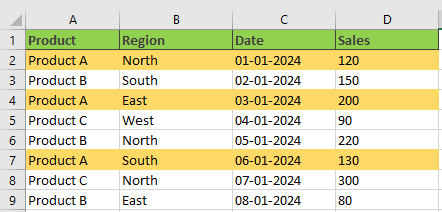 A B C D
1 Product Region Date Sales
2 Product A North 01-01-2024 120
3 Product B South 02-01-2024 150
4 Product A East 03-01-2024 200
5 Product C West 04-01-2024 90
6 Product B North 05-01-2024 220
7 Product A South 06-01-2024 130
8 Product C North 07-01-2024 300
9 Product B East 08-01-2024 80